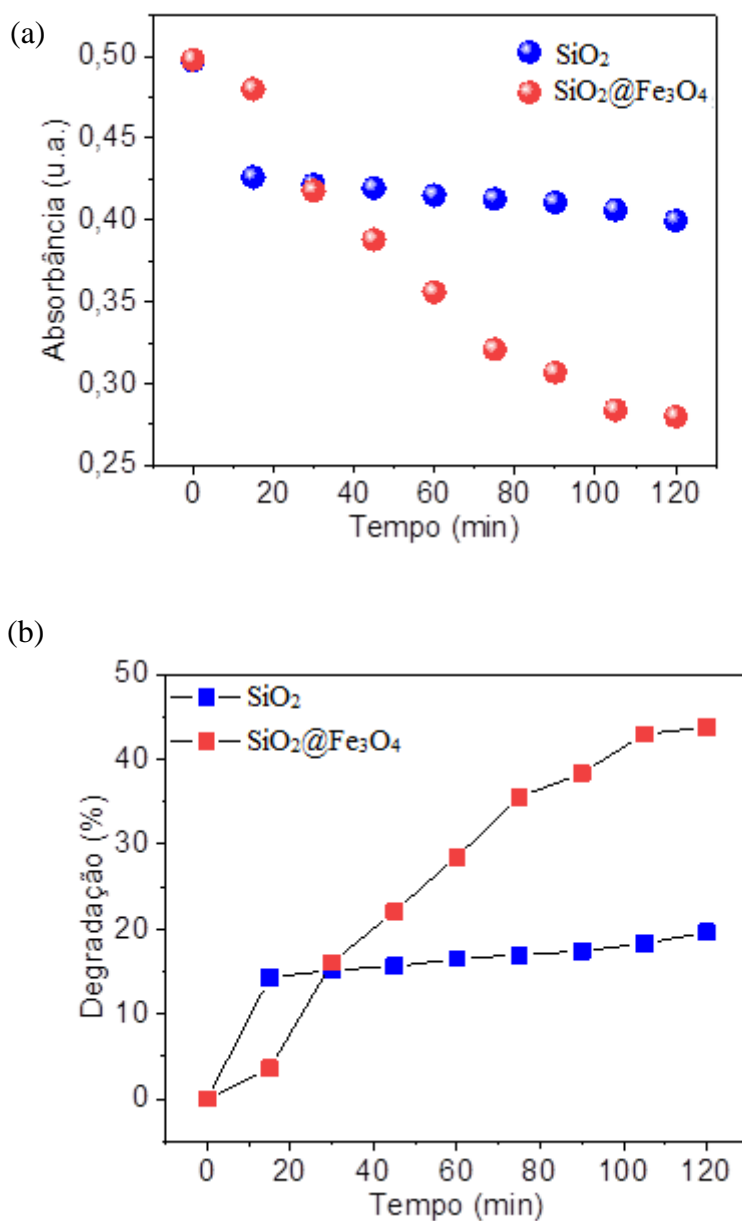 (a)
0,50
0,45
0,40
0,35
0,30
0,25
Absorbância (u.a.)
SiO₂
SiO₂@Fe₃O₄
0 20 40 60 80 100 120
Tempo (min)
(b)
50
40
30
20
10
0
Degradação (%)
SiO₂
SiO₂@Fe₃O₄
0 20 40 60 80 100 120
Tempo (min)